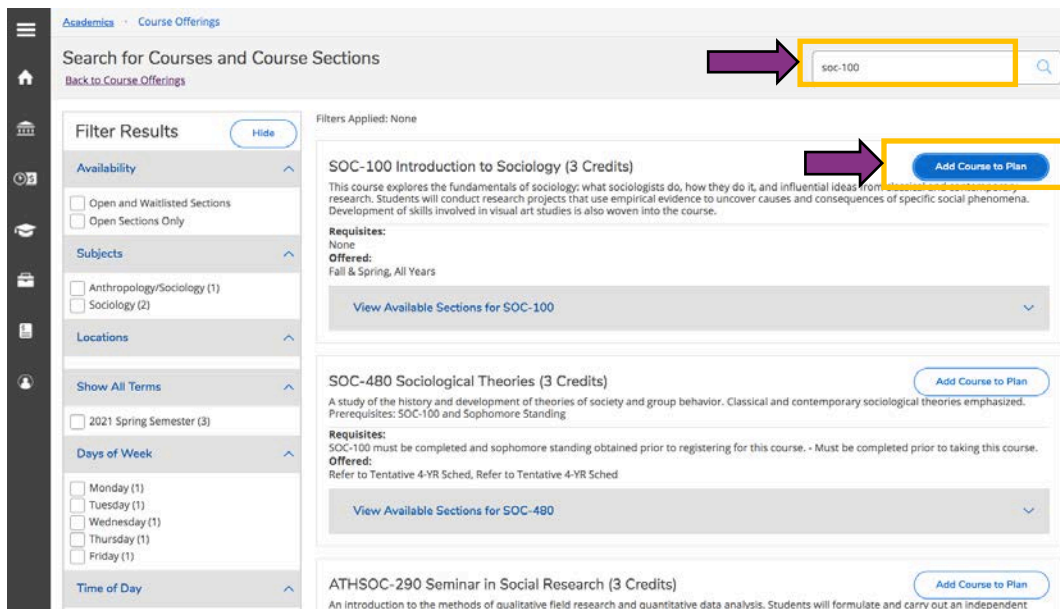 Academics · Course Offerings
Search for Courses and Course Sections
Back to Course Offerings
soc-100
Filter Results
Hide
Availability
Open and Waitlisted Sections
Open Sections Only
Subjects
Anthropology/Sociology (1)
Sociology (2)
Locations
Show All Terms
2021 Spring Semester (3)
Days of Week
Monday (1)
Tuesday (1)
Wednesday (1)
Thursday (1)
Friday (1)
Time of Day
Filters Applied: None
SOC-100 Introduction to Sociology (3 Credits)
Add Course to Plan
This course explores the fundamentals of sociology: what sociologists do, how they do it, and influential ideas from classical and contemporary
research. Students will conduct research projects that use empirical evidence to uncover causes and consequences of specific social phenomena.
Development of skills involved in visual art studies is also woven into the course.
Requisites:
None
Offered:
Fall & Spring, All Years
View Available Sections for SOC-100
SOC-480 Sociological Theories (3 Credits)
Add Course to Plan
A study of the history and development of theories of society and group behavior. Classical and contemporary sociological theories emphasized.
Prerequisites: SOC-100 and Sophomore Standing
Requisites:
SOC-100 must be completed and sophomore standing obtained prior to registering for this course. - Must be completed prior to taking this course.
Offered:
Refer to Tentative 4-YR Sched, Refer to Tentative 4-YR Sched
View Available Sections for SOC-480
ATHSOC-290 Seminar in Social Research (3 Credits)
Add Course to Plan
An introduction to the methods of qualitative field research and quantitative data analysis. Students will formulate and carry out an independent